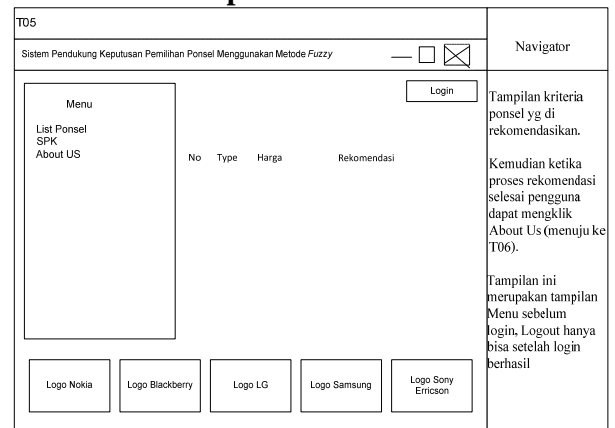 T05
Sistem Pendukung Keputusan Pemilihan Ponsel Menggunakan Metode Fuzzy
Navigator
Login
Menu
List Ponsel
SPK
About US
No Type Harga Rekomendasi
Logo Nokia
Logo Blackberry
Logo LG
Logo Samsung
Logo Sony
Erricson
Tampilan kriteria
ponsel yg di
rekomendasikan.
Kemudian ketika
proses rekomendasi
selesai pengguna
dapat mengklik
About Us (menuju ke
T06).
Tampilan ini
merupakan tampilan
Menu sebelum
login, Logout hanya
bisa setelah login
berhasil